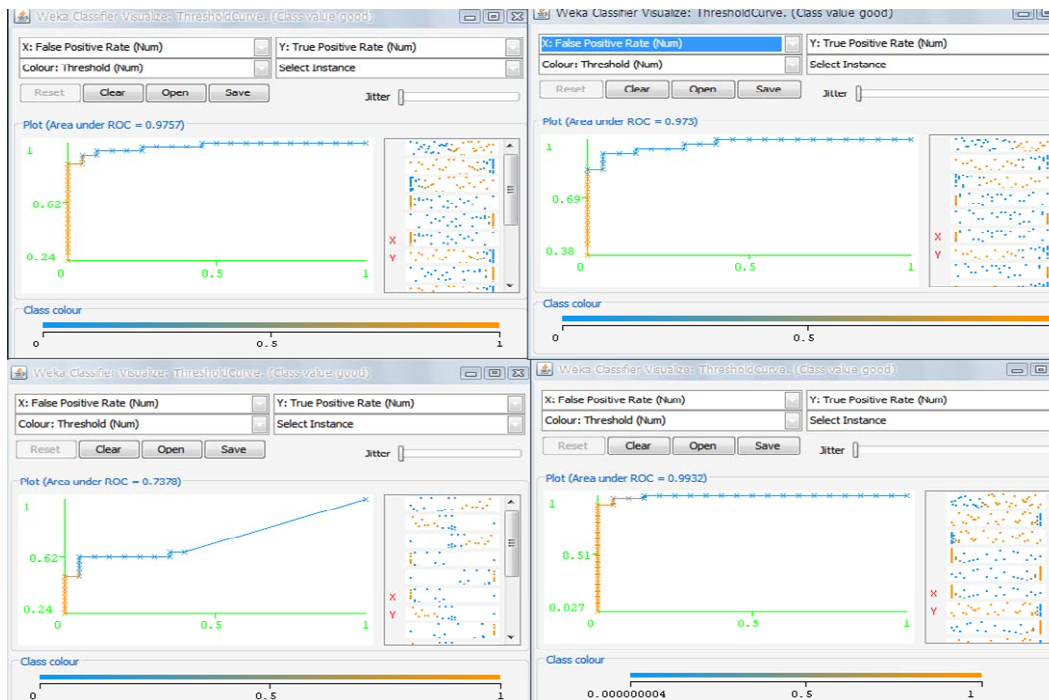 Weka Classifier Visualize: ThresholdCurve. (Class value good)
X: False Positive Rate (Num)
Y: True Positive Rate (Num)
Colour: Threshold (Num)
Select Instance
Reset
Clear
Open
Save
Jitter
Plot (Area under ROC = 0.9757)
1
0.62
0.24
0
0.5
1
X
Y
Class colour
0
0.5
1
Weka Classifier Visualize: ThresholdCurve. (Class value good)
X: False Positive Rate (Num)
Y: True Positive Rate (Num)
Colour: Threshold (Num)
Select Instance
Reset
Clear
Open
Save
Jitter
Plot (Area under ROC = 0.973)
1
0.69
0.38
0
0.5
1
X
Y
Class colour
0
0.5
Weka Classifier Visualize: ThresholdCurve. (Class value good)
X: False Positive Rate (Num)
Y: True Positive Rate (Num)
Colour: Threshold (Num)
Select Instance
Reset
Clear
Open
Save
Jitter
Plot (Area under ROC = 0.7378)
1
0.62
0.24
0
0.5
1
X
Y
Class colour
0
0.5
1
Weka Classifier Visualize: ThresholdCurve. (Class value good)
X: False Positive Rate (Num)
Y: True Positive Rate (Num)
Colour: Threshold (Num)
Select Instance
Reset
Clear
Open
Save
Jitter
Plot (Area under ROC = 0.9932)
1
0.51
0.027
0
0.5
1
X
Y
Class colour
0.000000004
0.5
1